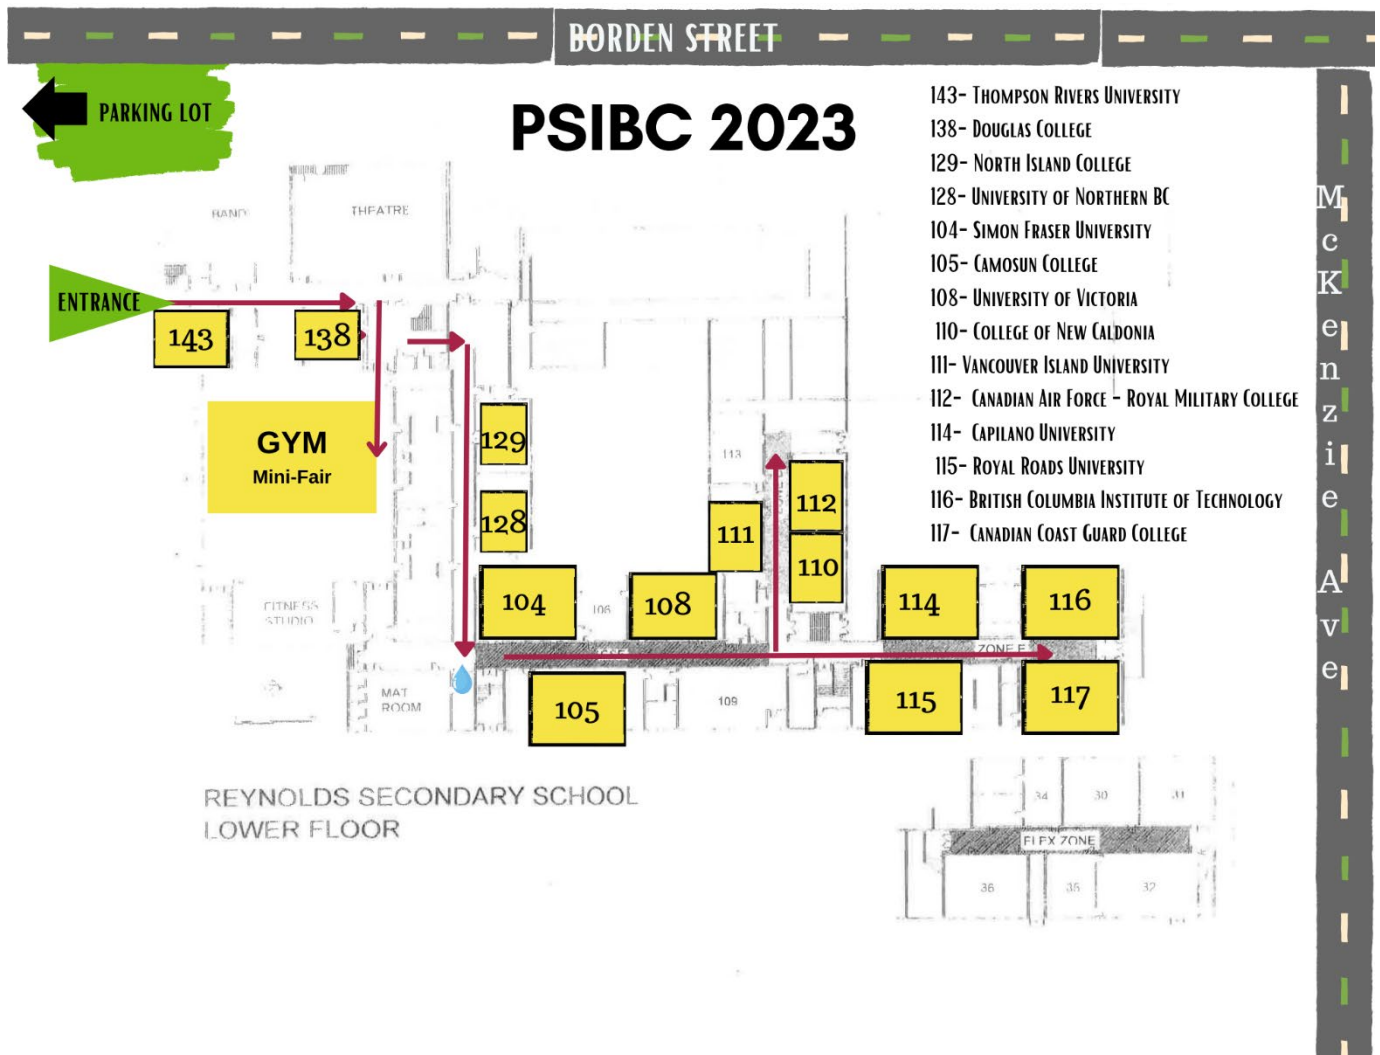 BORDEN STREET
PARKING LOT
PSIBC 2023
143- THOMPSON RIVERS UNIVERSITY
138- DOUGLAS COLLEGE
129- NORTH ISLAND COLLEGE
128- UNIVERSITY OF NORTHERN BC
104- SIMON FRASER UNIVERSITY
105- CAMOSUN COLLEGE
108- UNIVERSITY OF VICTORIA
110- COLLEGE OF NEW CALDONIA
111- VANCOUVER ISLAND UNIVERSITY
112- CANADIAN AIR FORCE - ROYAL MILITARY COLLEGE
114- CAPILANO UNIVERSITY
115- ROYAL ROADS UNIVERSITY
116- BRITISH COLUMBIA INSTITUTE OF TECHNOLOGY
117- CANADIAN COAST GUARD COLLEGE
McKenzie Ave
BAND
THEATRE
ENTRANCE
143
138
GYM
Mini-Fair
129
128
113
111
112
110
104
106
108
114
116
FITNESS
STUDIO
ZONE
MAT
ROOM
105
109
115
117
REYNOLDS SECONDARY SCHOOL
LOWER FLOOR
34
30
31
FLEX ZONE
36
35
32